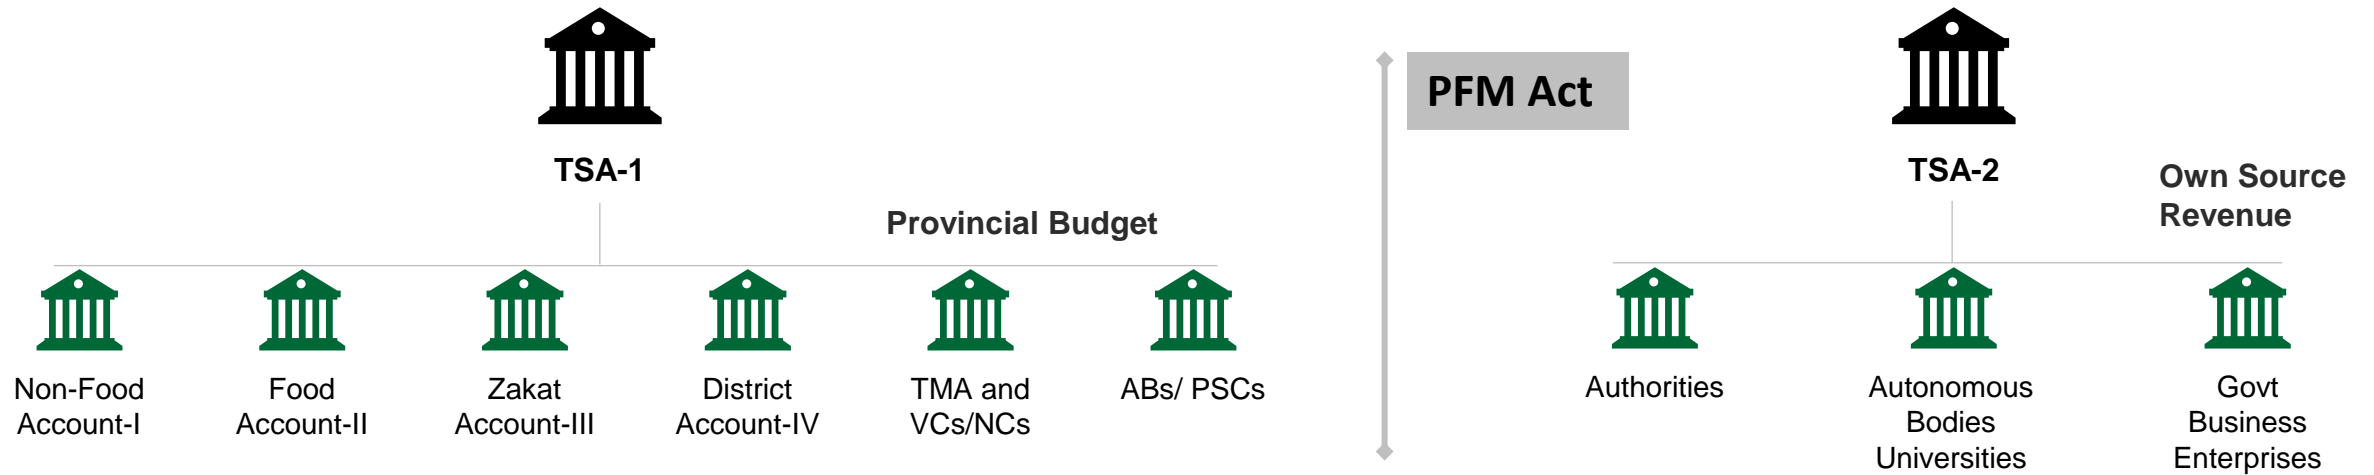 TSA-1
Provincial Budget
Non-Food
Account-I
Food
Account-II
Zakat
Account-III
District
Account-IV
TMA and
VCs/NCs
ABs/ PSCs
PFM Act
TSA-2
Own Source
Revenue
Authorities
Autonomous
Bodies
Universities
Govt
Business
Enterprises